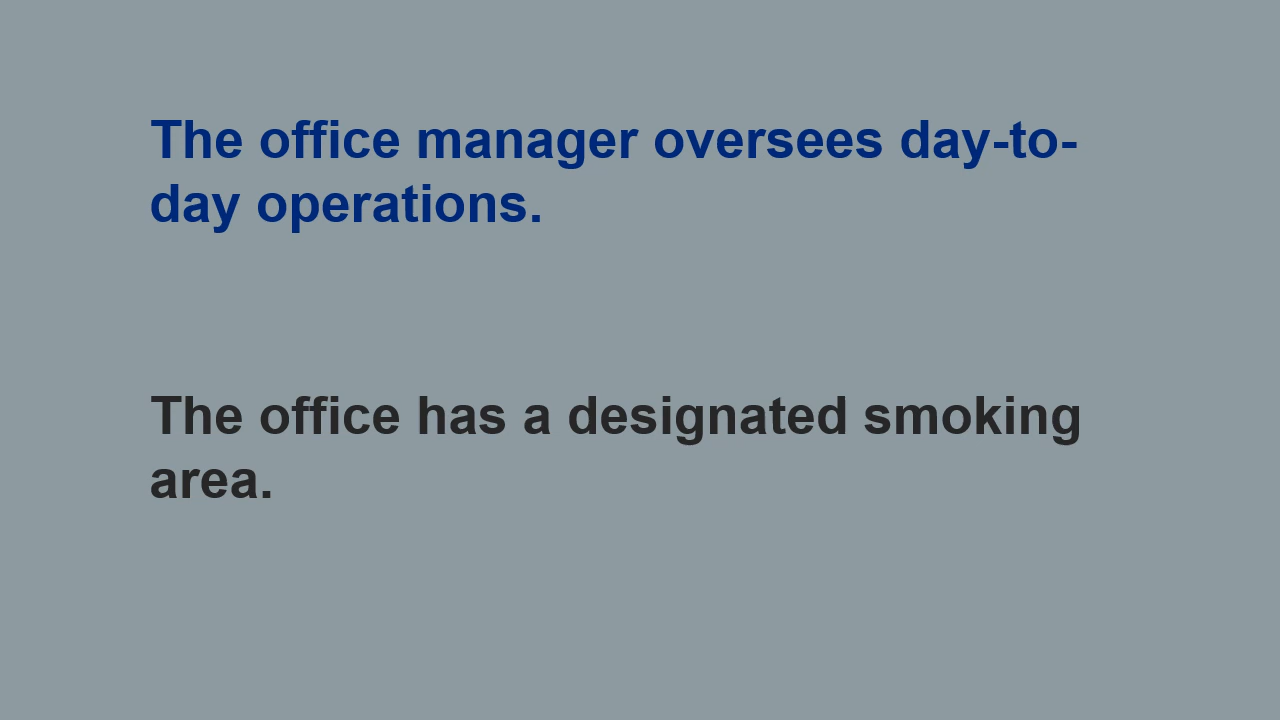 The office manager oversees day-to-
day operations.
The office has a designated smoking
area.